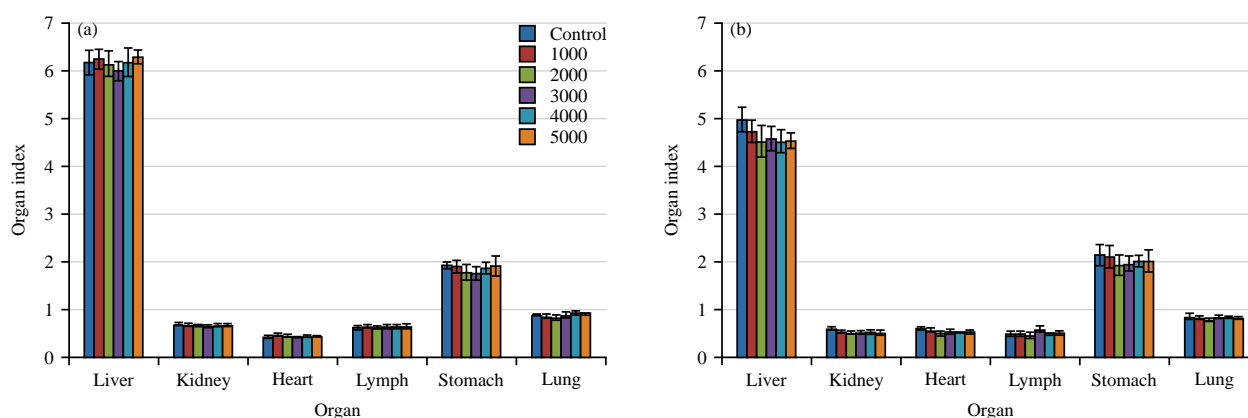 (a)
7
6
5
4
3
2
1
0
Organ index
Control
1000
2000
3000
4000
5000
Liver Kidney Heart Lymph Stomach Lung
Organ
(b)
7
6
5
4
3
2
1
0
Organ index
Liver Kidney Heart Lymph Stomach Lung
Organ